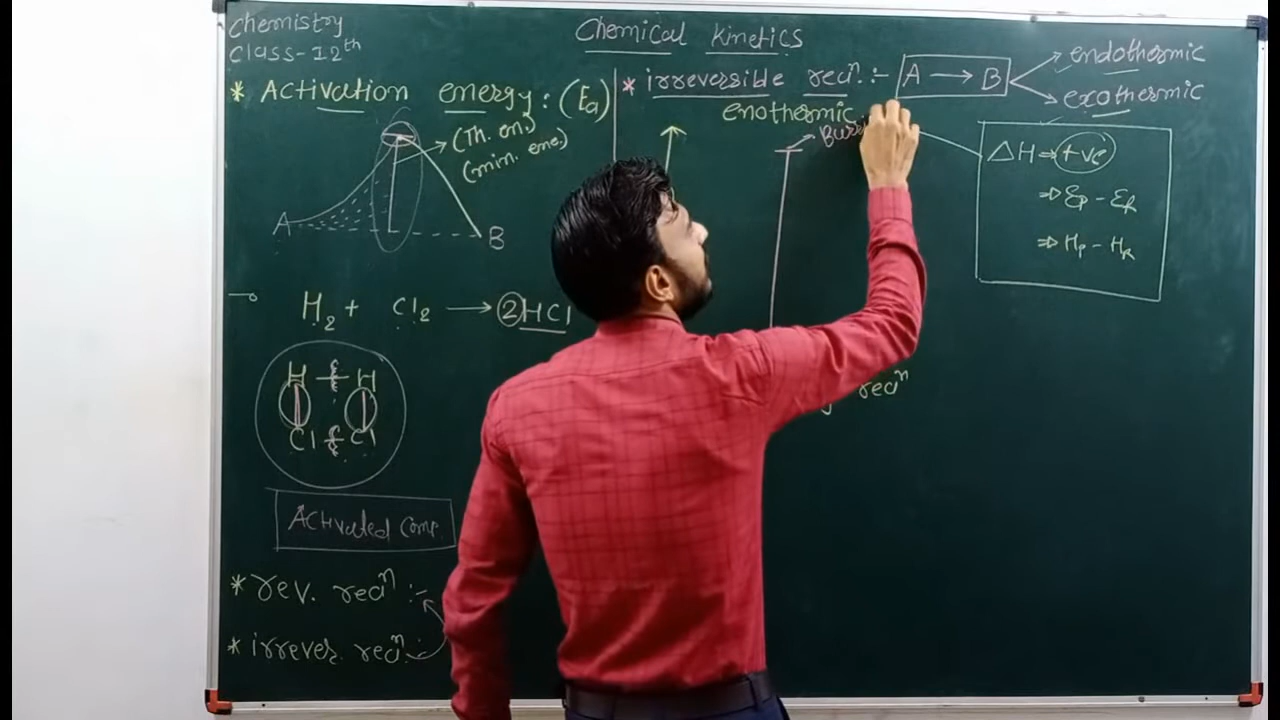 Chemistry
Class-12th
Chemical Kinetics
* Activation energy: (Ea)
(Th. en.)
(min. ene.)
A
B
H2 + Cl2 → 2HCl
H H
Cl Cl
Activated Comp.
* rev. reaⁿ :-
* irrever. reaⁿ :-
* irreversible reaⁿ :- A → B
endothermic
exothermic
enothermic
ΔH ⇒ +ve
⇒ Ep - ER
⇒ Hp - HR
reaⁿ